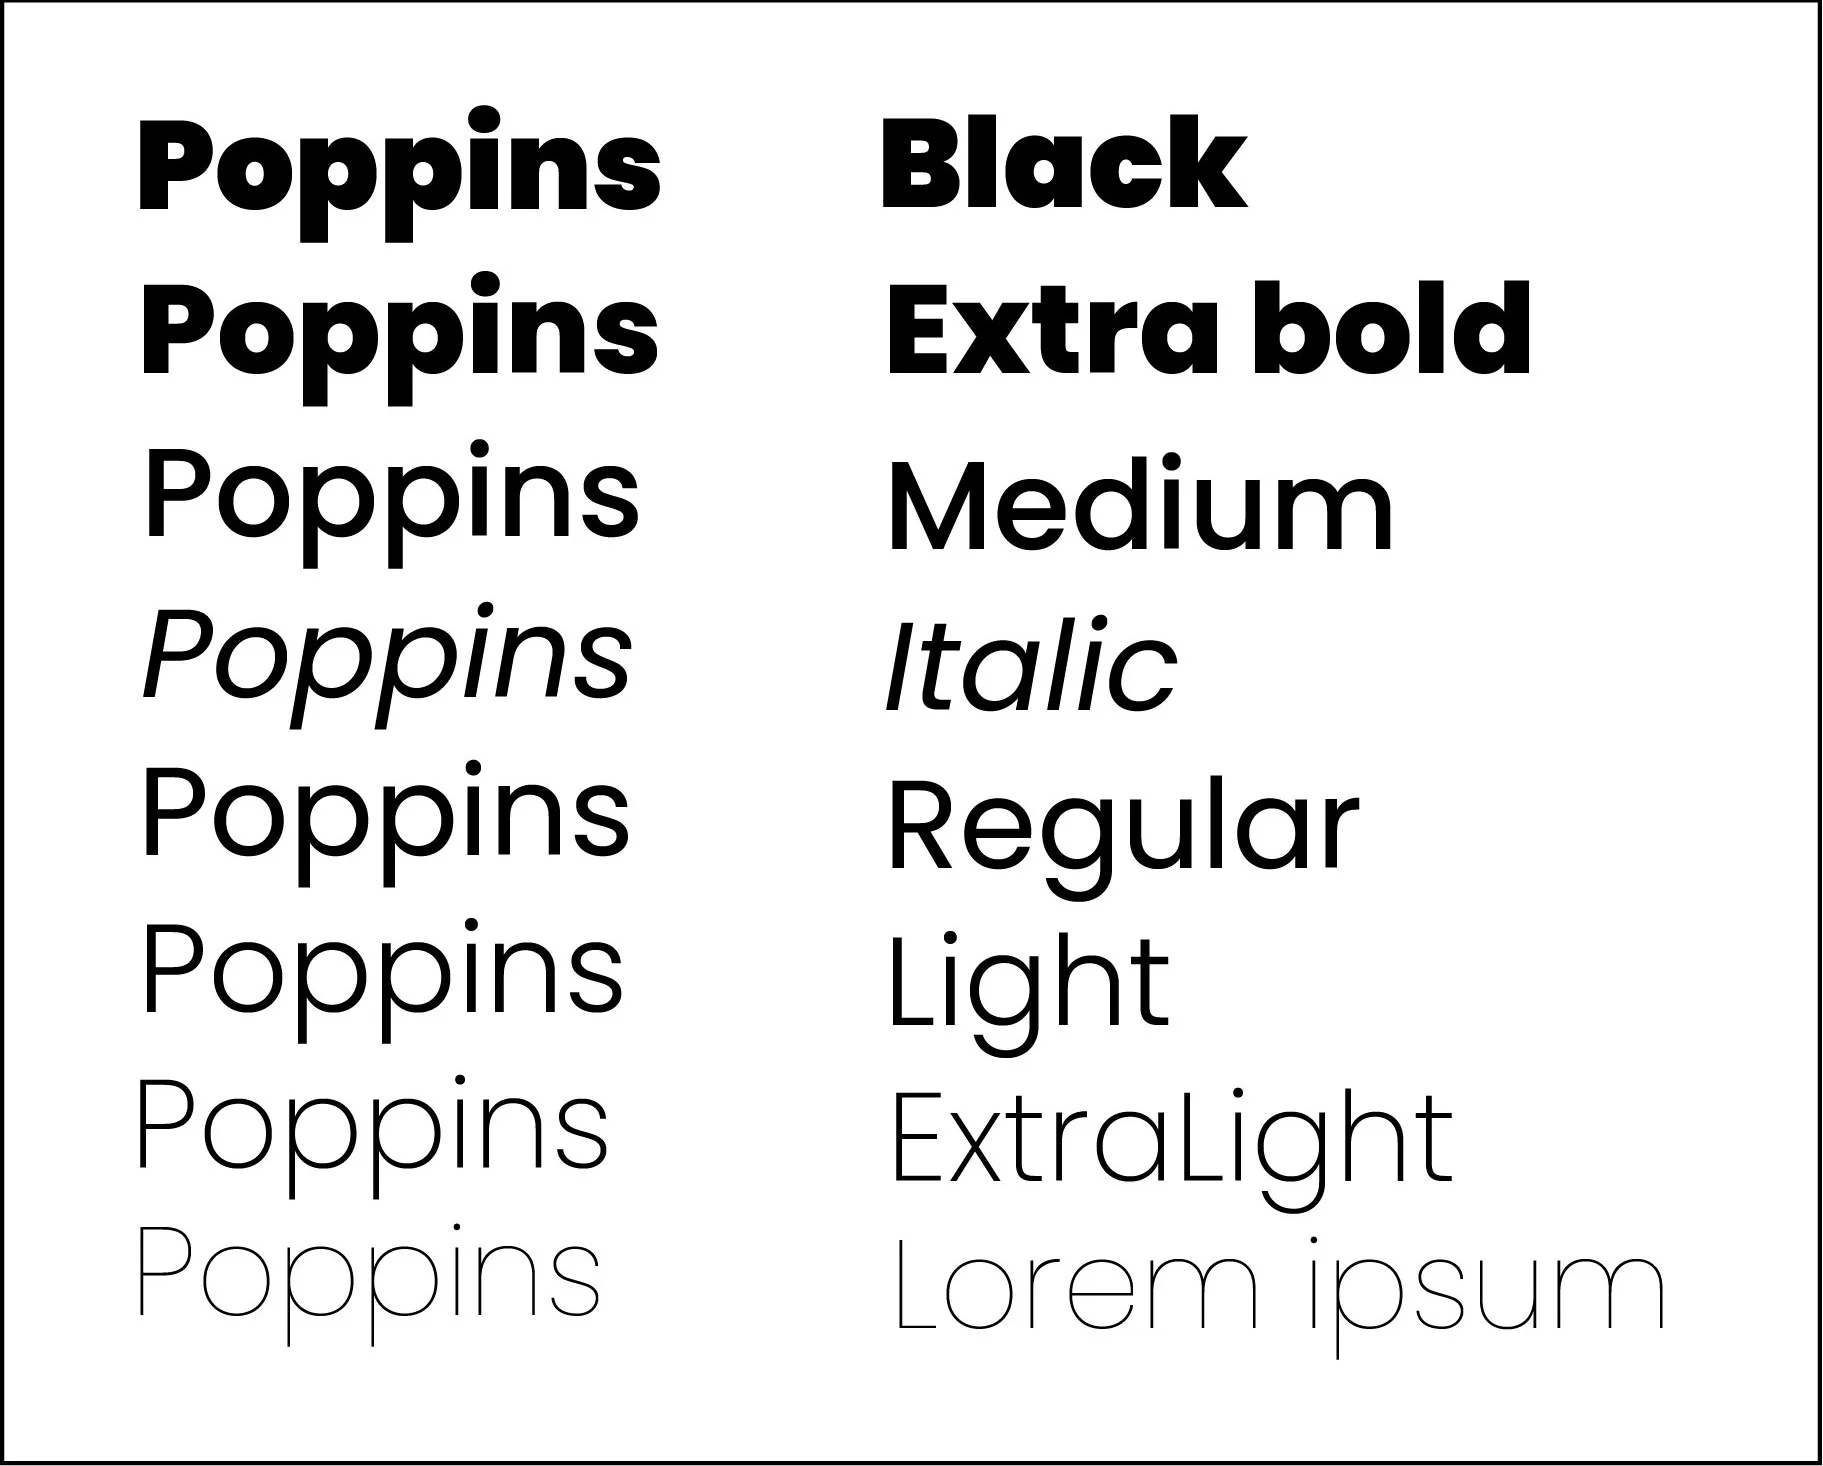 Poppins Black
Poppins Extra bold
Poppins Medium
Poppins Italic
Poppins Regular
Poppins Light
Poppins ExtraLight
Poppins Lorem ipsum